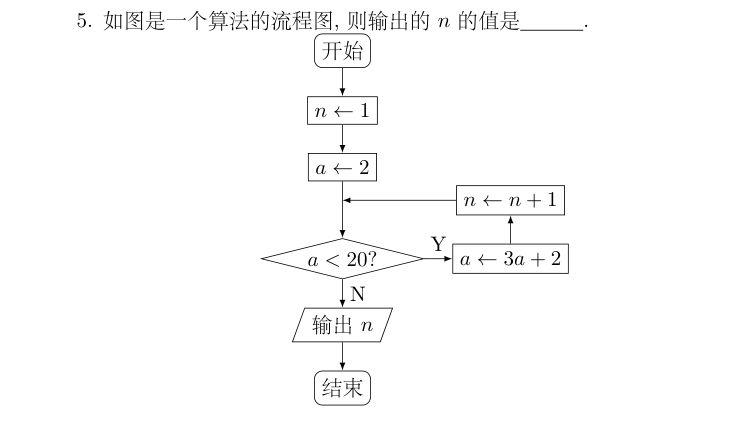 5. 如图是一个算法的流程图, 则输出的 n 的值是______.
开始
n ← 1
a ← 2
n ← n + 1
a < 20?
Y
a ← 3a + 2
N
输出 n
结束